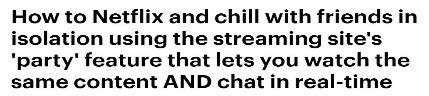 How to Netflix and chill with friends in
isolation using the streaming site's
'party' feature that lets you watch the
same content AND chat in real-time